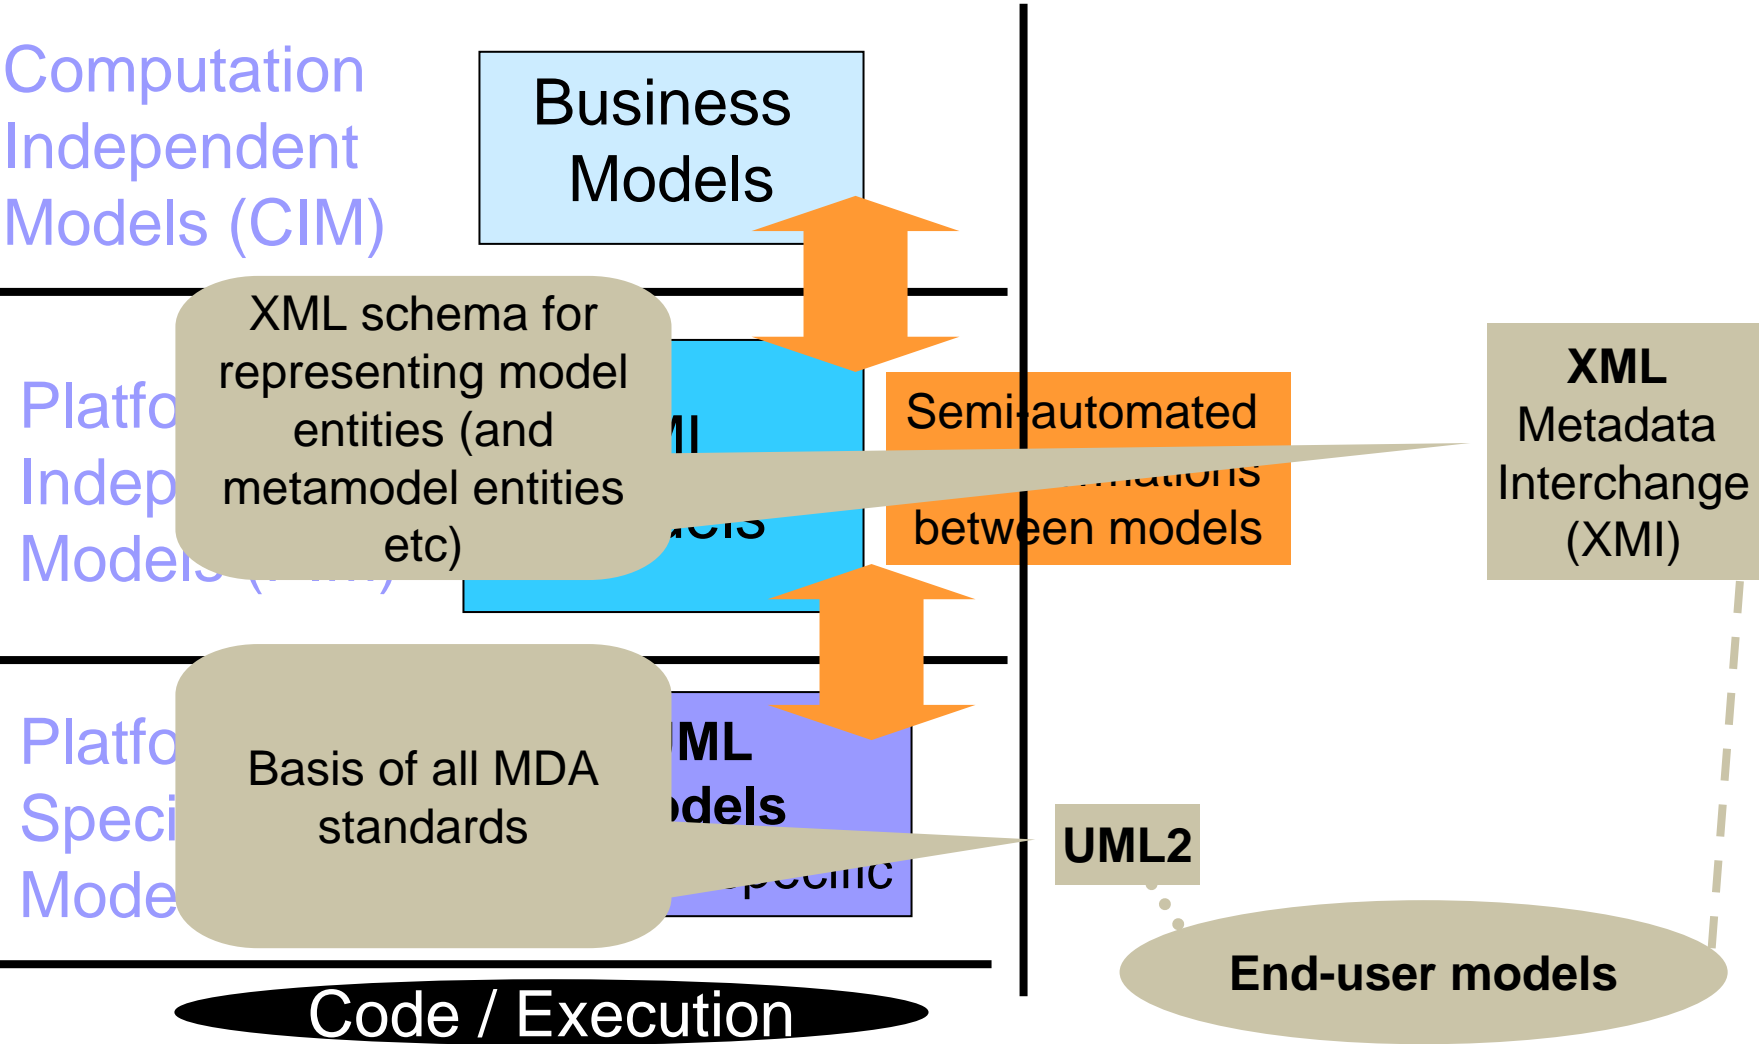 Computation
Independent
Models (CIM)
Business
Models
XML schema for
representing model
entities (and
metamodel entities
etc)
Semi-automated
between models
XML
Metadata
Interchange
(XMI)
Basis of all MDA
standards
UML2
End-user models
Code / Execution